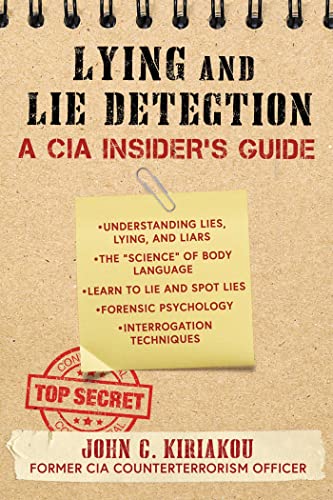 LYING AND
LIE DETECTION
A CIA INSIDER'S GUIDE
•UNDERSTANDING LIES,
LYING, AND LIARS
•THE "SCIENCE" OF BODY
LANGUAGE
•LEARN TO LIE AND SPOT LIES
•FORENSIC PSYCHOLOGY
•INTERROGATION
TECHNIQUES
TOP SECRET
JOHN C. KIRIAKOU
FORMER CIA COUNTERTERRORISM OFFICER